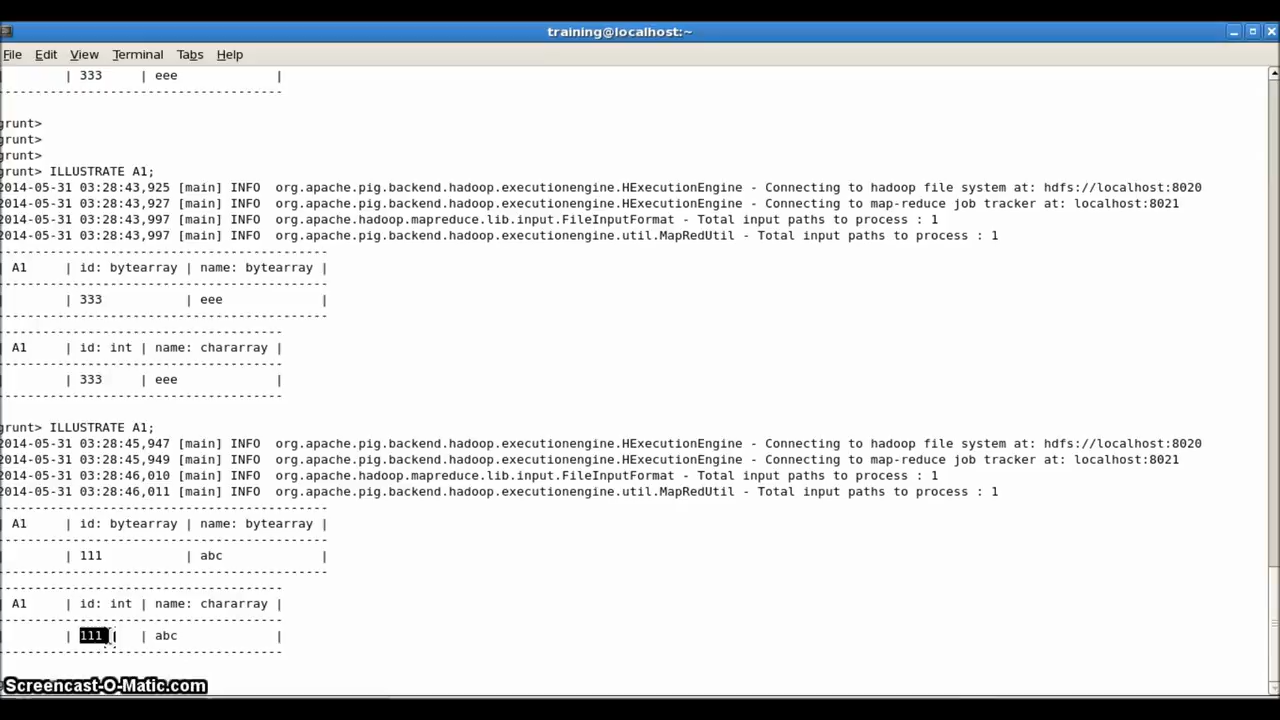 training@localhost:~
File Edit View Terminal Tabs Help
| 333 | eee |
---------------------------------------
grunt>
grunt>
grunt>
grunt> ILLUSTRATE A1;
2014-05-31 03:28:43,925 [main] INFO org.apache.pig.backend.hadoop.executionengine.HExecutionEngine - Connecting to hadoop file system at: hdfs://localhost:8020
2014-05-31 03:28:43,927 [main] INFO org.apache.pig.backend.hadoop.executionengine.HExecutionEngine - Connecting to map-reduce job tracker at: localhost:8021
2014-05-31 03:28:43,997 [main] INFO org.apache.hadoop.mapreduce.lib.input.FileInputFormat - Total input paths to process : 1
2014-05-31 03:28:43,997 [main] INFO org.apache.pig.backend.hadoop.executionengine.util.MapRedUtil - Total input paths to process : 1
---------------------------------------------
| A1 | id: bytearray | name: bytearray |
---------------------------------------------
| | 333 | eee |
---------------------------------------------
---------------------------------------
| A1 | id: int | name: chararray |
---------------------------------------
| | 333 | eee |
---------------------------------------
grunt> ILLUSTRATE A1;
2014-05-31 03:28:45,947 [main] INFO org.apache.pig.backend.hadoop.executionengine.HExecutionEngine - Connecting to hadoop file system at: hdfs://localhost:8020
2014-05-31 03:28:45,949 [main] INFO org.apache.pig.backend.hadoop.executionengine.HExecutionEngine - Connecting to map-reduce job tracker at: localhost:8021
2014-05-31 03:28:46,010 [main] INFO org.apache.hadoop.mapreduce.lib.input.FileInputFormat - Total input paths to process : 1
2014-05-31 03:28:46,011 [main] INFO org.apache.pig.backend.hadoop.executionengine.util.MapRedUtil - Total input paths to process : 1
---------------------------------------------
| A1 | id: bytearray | name: bytearray |
---------------------------------------------
| | 111 | abc |
---------------------------------------------
---------------------------------------
| A1 | id: int | name: chararray |
---------------------------------------
| | 111 | abc |
---------------------------------------
Screencast-O-Matic.com